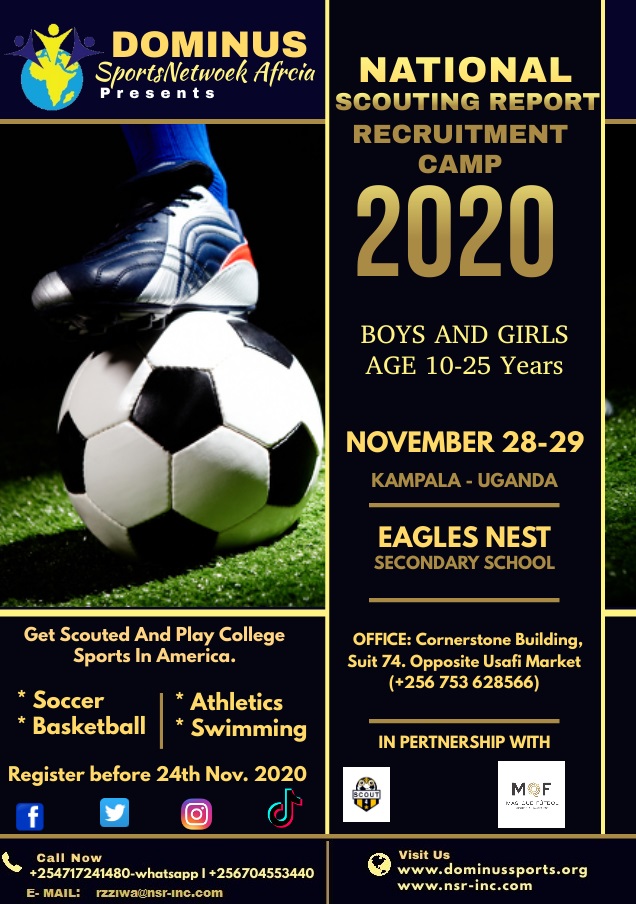 DOMINUS
SportsNetwoek Afrcia
Presents
NATIONAL
SCOUTING REPORT
RECRUITMENT
CAMP
2020
BOYS AND GIRLS
AGE 10-25 Years
NOVEMBER 28-29
KAMPALA - UGANDA
EAGLES NEST
SECONDARY SCHOOL
Get Scouted And Play College
Sports In America.
* Soccer
* Basketball
* Athletics
* Swimming
Register before 24th Nov. 2020
OFFICE: Cornerstone Building,
Suit 74. Opposite Usafi Market
(+256 753 628566)
IN PERTNERSHIP WITH
SCOUT
MOF
MAGIQUE FÚTBOL
Call Now
+254717241480-whatsapp | +256704553440
E- MAIL: rzziwa@nsr-inc.com
Visit Us
www.dominussports.org
www.nsr-inc.com